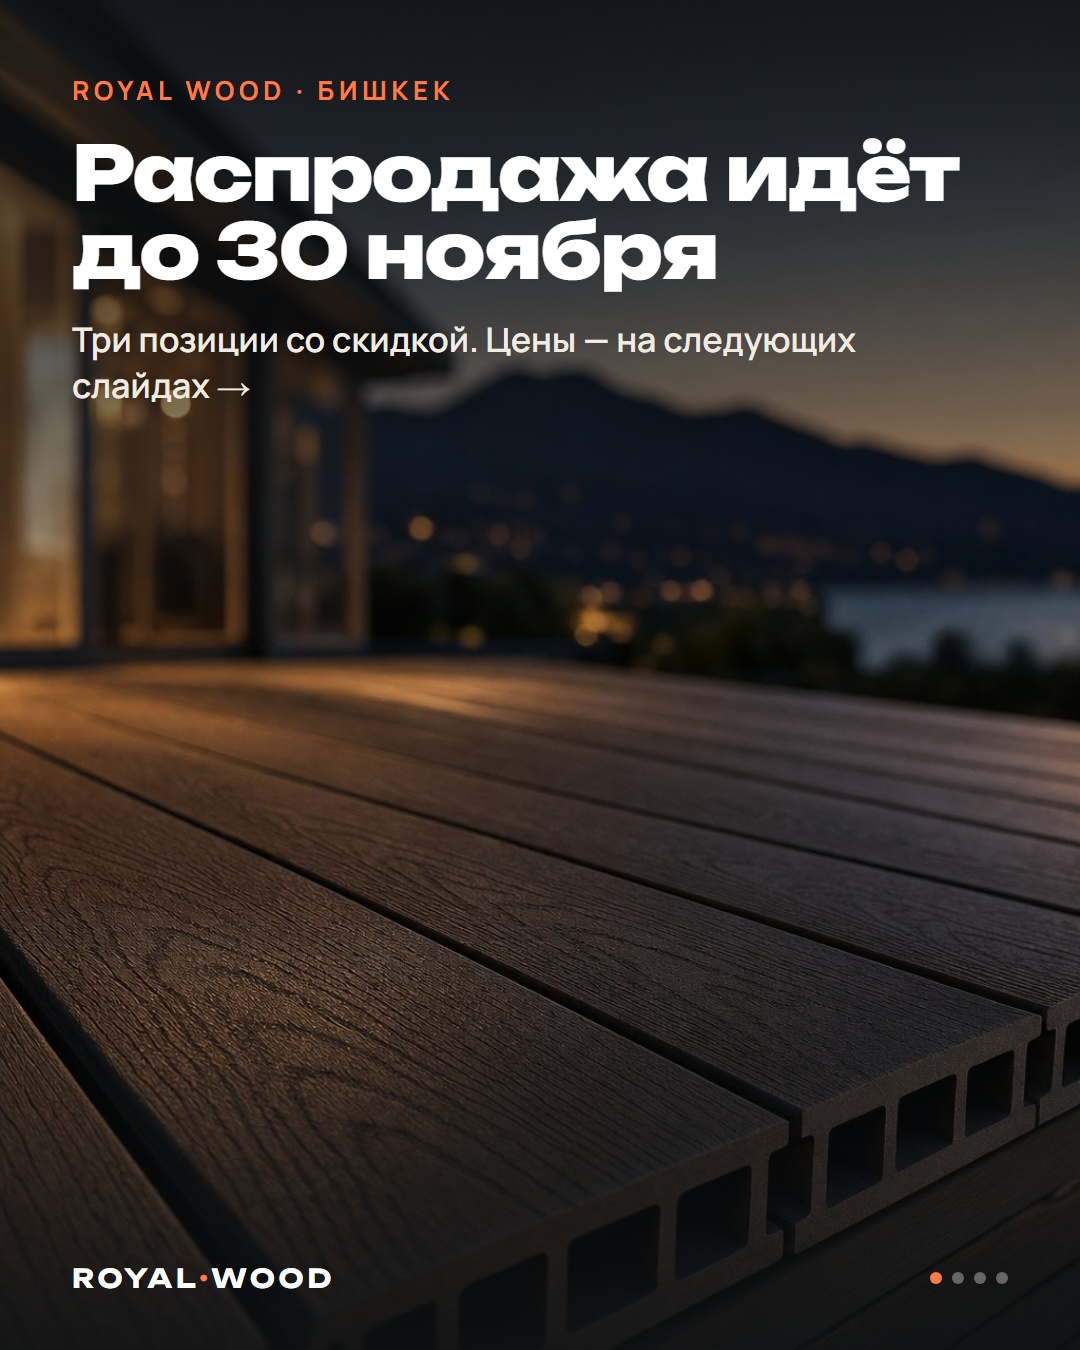 ROYAL WOOD · БИШКЕК
Распродажа идёт
до 30 ноября
Три позиции со скидкой. Цены — на следующих
слайдах →
ROYAL·WOOD